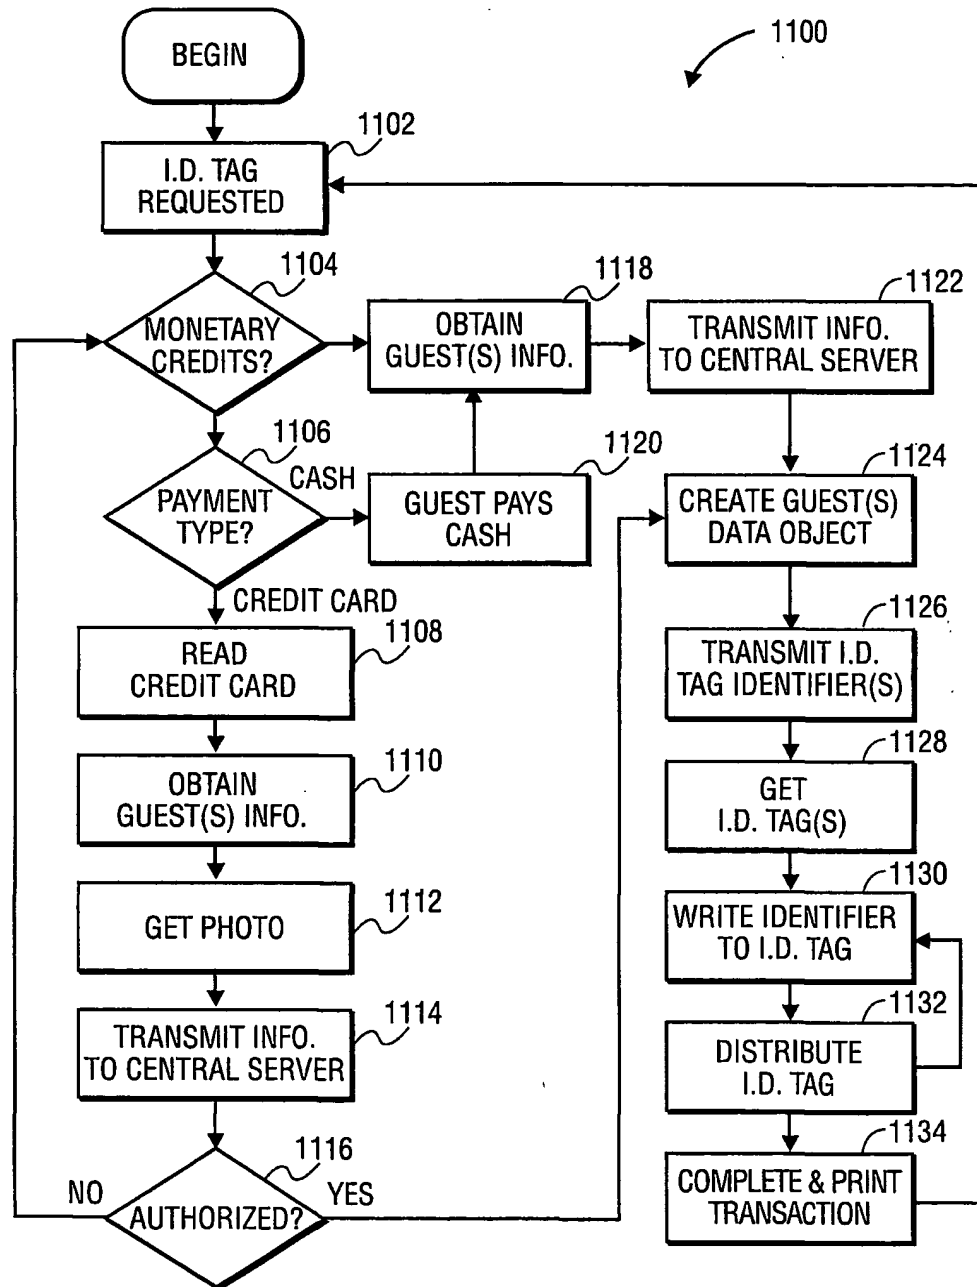 1100
BEGIN
1102
I.D. TAG
REQUESTED
1104
MONETARY
CREDITS?
1118
OBTAIN
GUEST(S) INFO.
1122
TRANSMIT INFO.
TO CENTRAL SERVER
1106
PAYMENT
TYPE?
CASH
1120
GUEST PAYS
CASH
1124
CREATE GUEST(S)
DATA OBJECT
CREDIT CARD
1108
READ
CREDIT CARD
1126
TRANSMIT I.D.
TAG IDENTIFIER(S)
1110
OBTAIN
GUEST(S) INFO.
1128
GET
I.D. TAG(S)
1112
GET PHOTO
1130
WRITE IDENTIFIER
TO I.D. TAG
1114
TRANSMIT INFO.
TO CENTRAL SERVER
1132
DISTRIBUTE
I.D. TAG
1116
AUTHORIZED?
NO
YES
1134
COMPLETE & PRINT
TRANSACTION